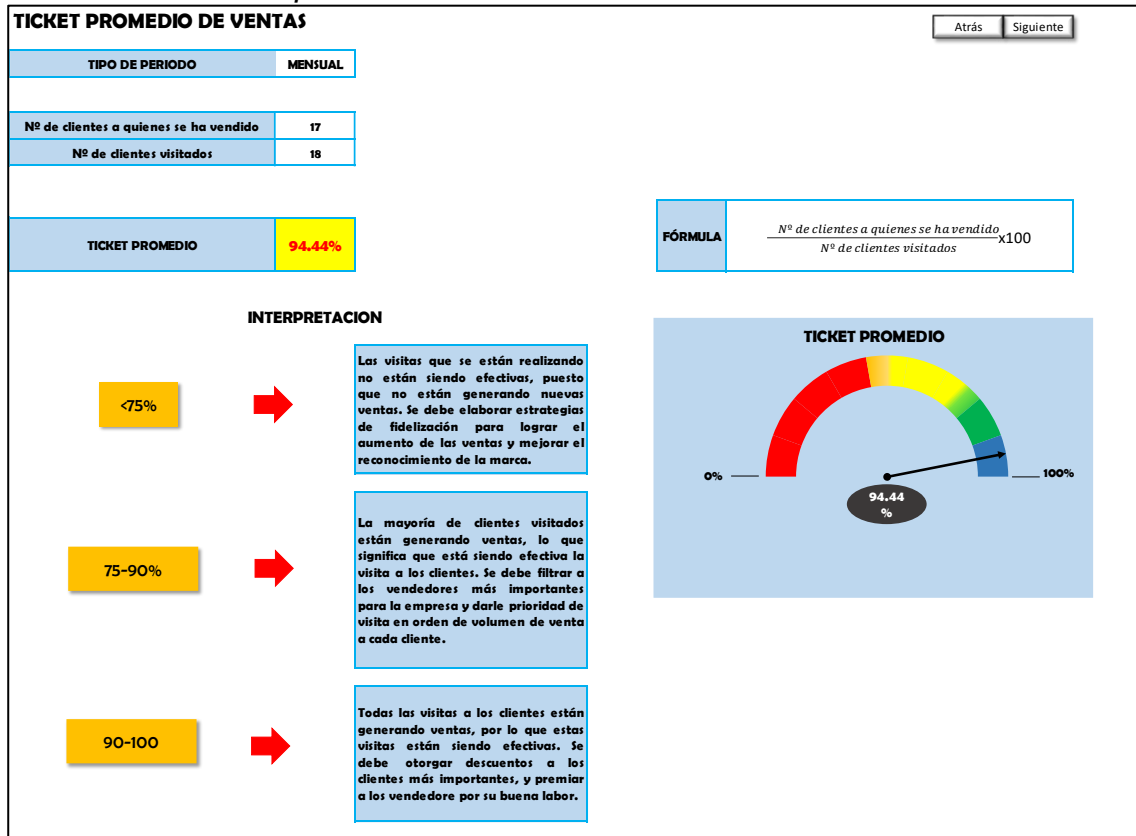 TICKET PROMEDIO DE VENTAS
Atrás
Siguiente
TIPO DE PERIODO
MENSUAL
Nº de clientes a quienes se ha vendido
17
Nº de clientes visitados
18
TICKET PROMEDIO
94.44%
FÓRMULA
Nº de clientes a quienes se ha vendido
Nº de clientes visitados
x100
INTERPRETACION
<75%
Las visitas que se están realizando
no están siendo efectivas, puesto
que no están generando nuevas
ventas. Se debe elaborar estrategias
de fidelización para lograr el
aumento de las ventas y mejorar el
reconocimiento de la marca.
75-90%
La mayoría de clientes visitados
están generando ventas, lo que
significa que está siendo efectiva la
visita a los clientes. Se debe filtrar a
los vendedores más importantes
para la empresa y darle prioridad de
visita en orden de volumen de venta
a cada cliente.
90-100
Todas las visitas a los clientes están
generando ventas, por lo que estas
visitas están siendo efectivas. Se
debe otorgar descuentos a los
clientes más importantes, y premiar
a los vendedore por su buena labor.
TICKET PROMEDIO
0%
100%
94.44
%